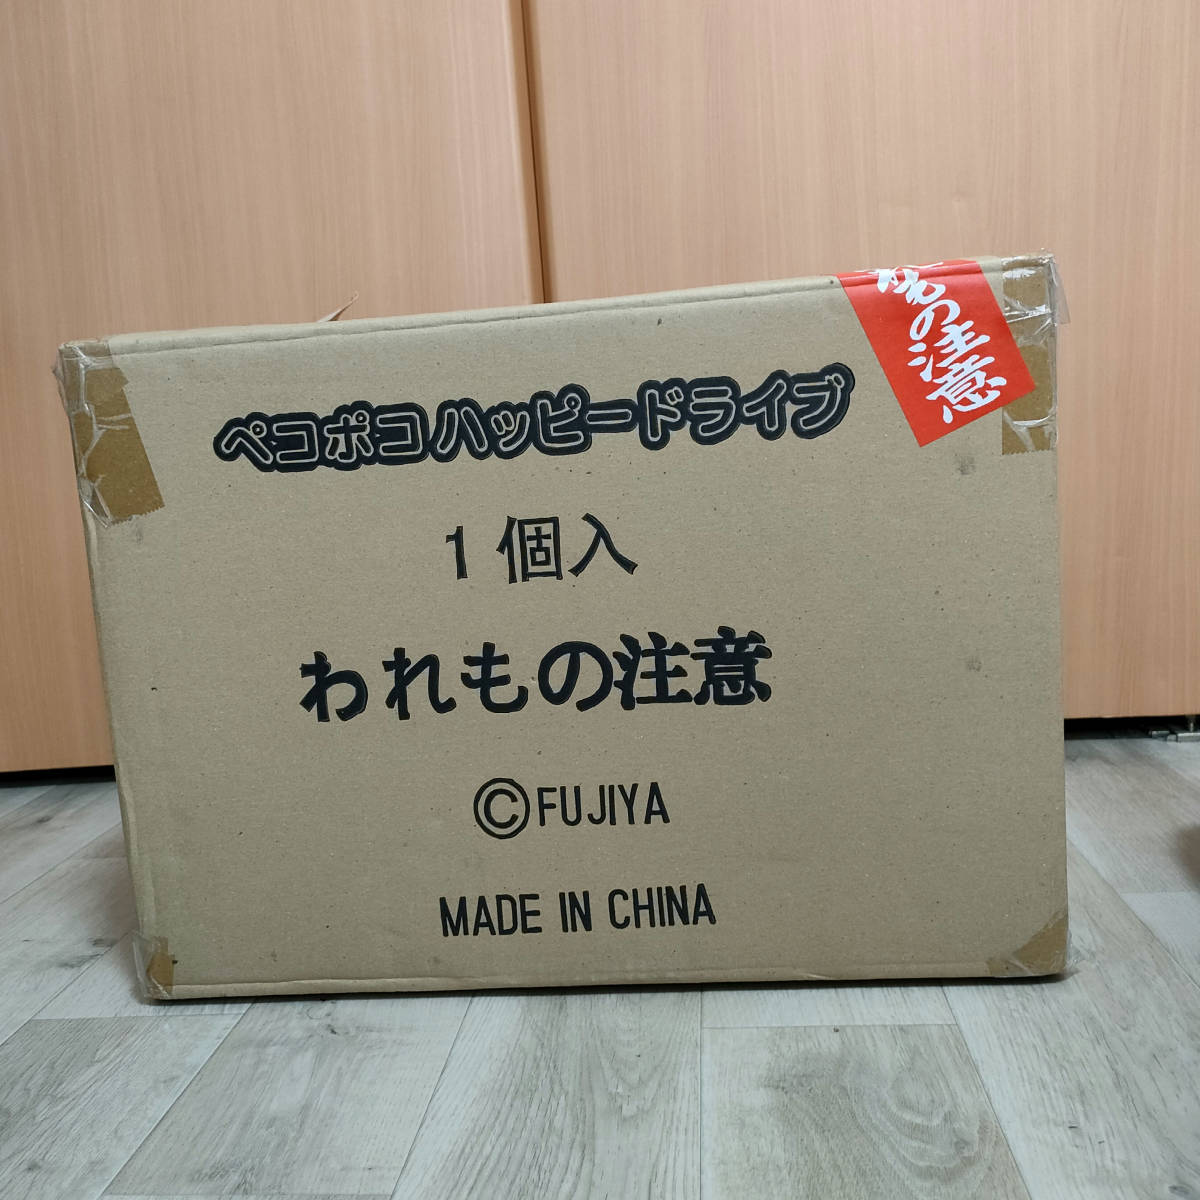 ペコポコハッピードライブ
1個入
われもの注意
©FUJIYA
MADE IN CHINA
もの注意